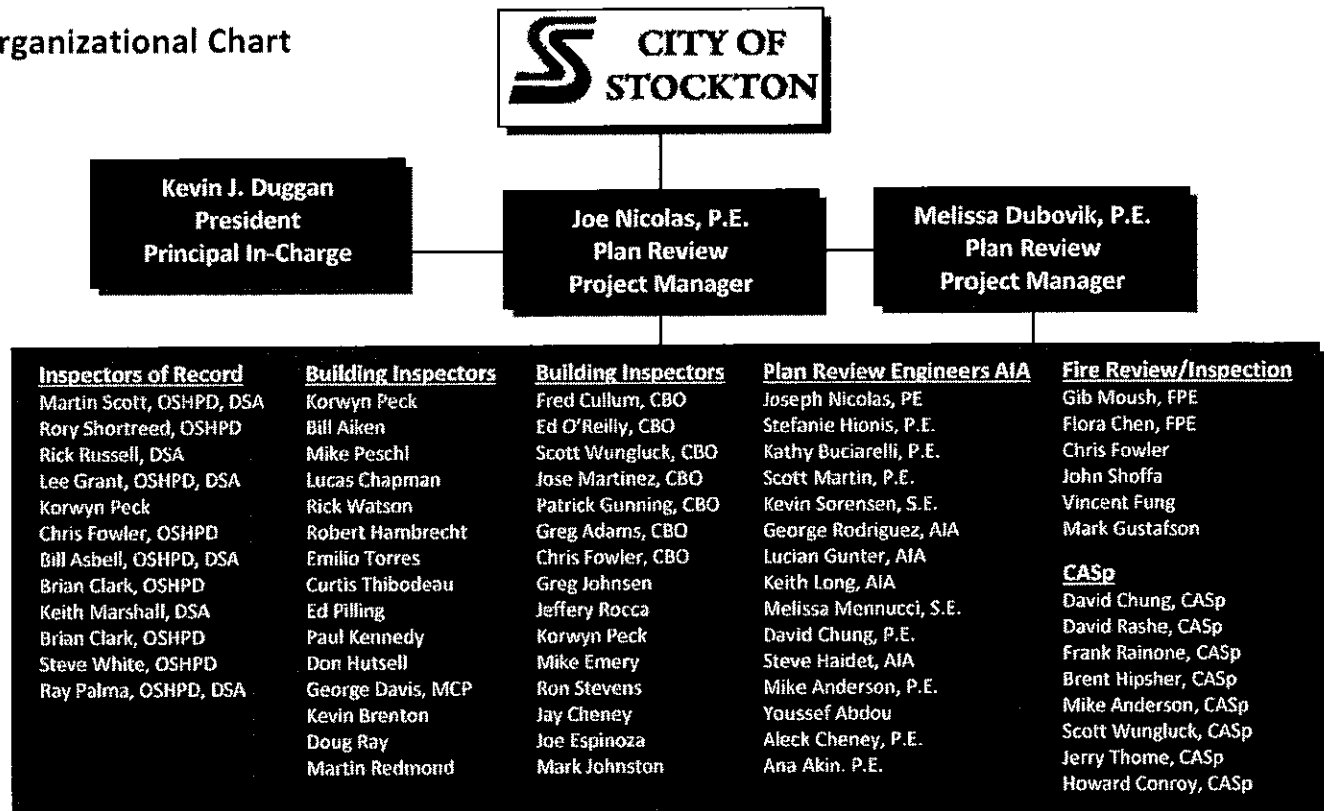 rganizational Chart
CITY OF
STOCKTON
Kevin J. Duggan
President
Principal In-Charge
Joe Nicolas, P.E.
Plan Review
Project Manager
Melissa Dubovik, P.E.
Plan Review
Project Manager
Inspectors of Record
Martin Scott, OSHPD, DSA
Rory Shortreed, OSHPD
Rick Russell, DSA
Lee Grant, OSHPD, DSA
Korwyn Peck
Chris Fowler, OSHPD
Bill Asbell, OSHPD, DSA
Brian Clark, OSHPD
Keith Marshall, DSA
Brian Clark, OSHPD
Steve White, OSHPD
Ray Palma, OSHPD, DSA
Building Inspectors
Korwyn Peck
Bill Aiken
Mike Peschl
Lucas Chapman
Rick Watson
Robert Hambrecht
Emilio Torres
Curtis Thibodeau
Ed Pilling
Paul Kennedy
Don Hutsell
George Davis, MCP
Kevin Brenton
Doug Ray
Martin Redmond
Building Inspectors
Fred Cullum, CBO
Ed O'Reilly, CBO
Scott Wungluck, CBO
Jose Martinez, CBO
Patrick Gunning, CBO
Greg Adams, CBO
Chris Fowler, CBO
Greg Johnsen
Jeffery Rocca
Korwyn Peck
Mike Emery
Ron Stevens
Jay Cheney
Joe Espinoza
Mark Johnston
Plan Review Engineers AIA
Joseph Nicolas, PE
Stefanie Hionis, P.E.
Kathy Buciarelli, P.E.
Scott Martin, P.E.
Kevin Sorensen, S.E.
George Rodriguez, AIA
Lucian Gunter, AIA
Keith Long, AIA
Melissa Mennucci, S.E.
David Chung, P.E.
Steve Haidet, AIA
Mike Anderson, P.E.
Youssef Abdou
Aleck Cheney, P.E.
Ana Akin. P.E.
Fire Review/Inspection
Gib Moush, FPE
Flora Chen, FPE
Chris Fowler
John Shoffa
Vincent Fung
Mark Gustafson
CASp
David Chung, CASp
David Rashe, CASp
Frank Rainone, CASp
Brent Hipsher, CASp
Mike Anderson, CASp
Scott Wungluck, CASp
Jerry Thome, CASp
Howard Conroy, CASp